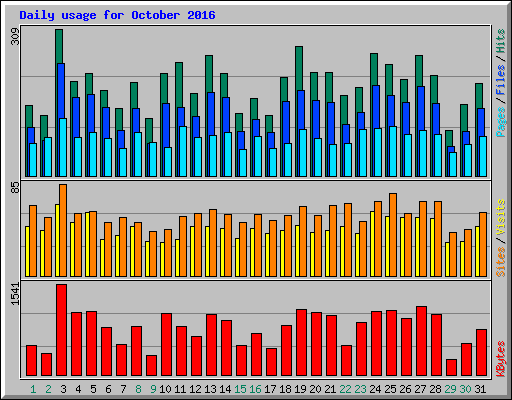 Daily usage for October 2016
309
Pages / Files / Hits
85
Sites / Visits
1541
KBytes
1 2 3 4 5 6 7 8 9 10 11 12 13 14 15 16 17 18 19 20 21 22 23 24 25 26 27 28 29 30 31